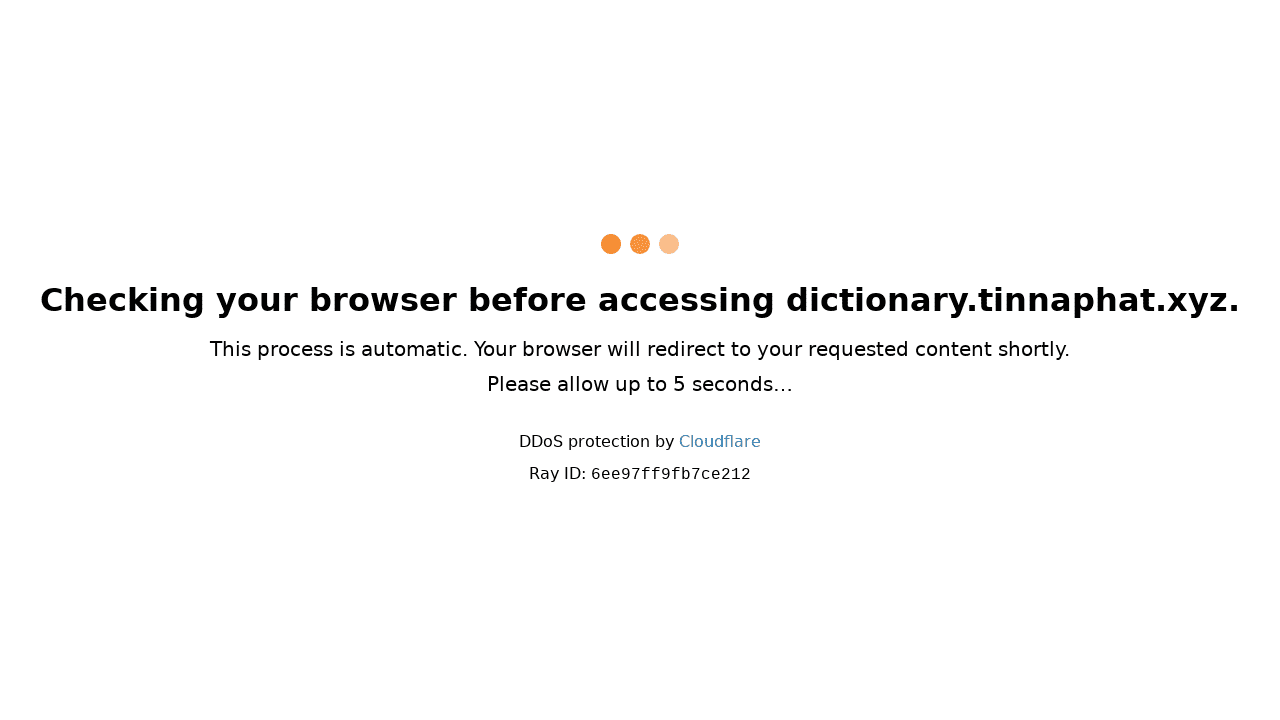 Checking your browser before accessing dictionary.tinnaphat.xyz.
This process is automatic. Your browser will redirect to your requested content shortly.
Please allow up to 5 seconds…
DDoS protection by Cloudflare
Ray ID: 6ee97ff9fb7ce212